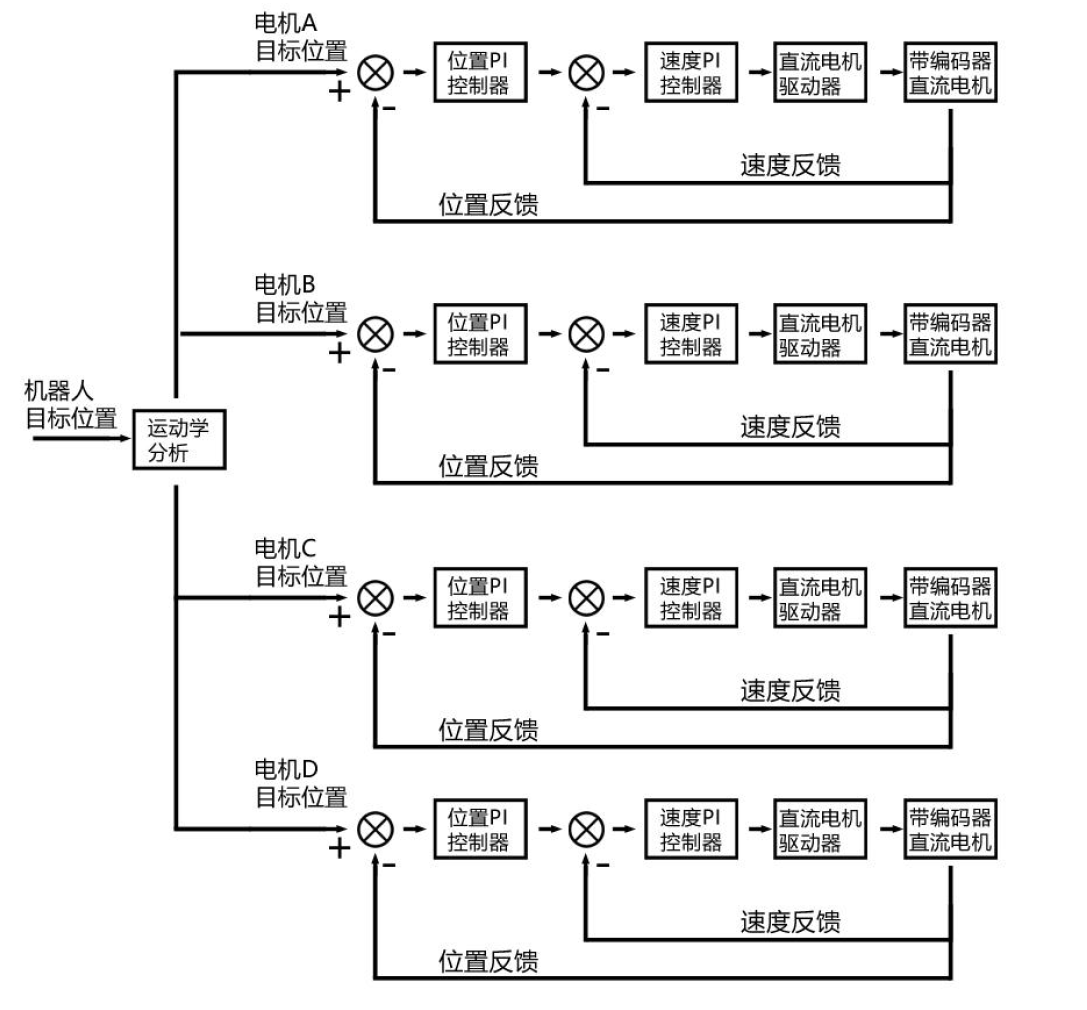 电机A
目标位置
+
-
位置PI
控制器
-
速度PI
控制器
直流电机
驱动器
带编码器
直流电机
速度反馈
位置反馈
电机B
目标位置
+
-
位置PI
控制器
-
速度PI
控制器
直流电机
驱动器
带编码器
直流电机
速度反馈
位置反馈
机器人
目标位置
运动学
分析
电机C
目标位置
+
-
位置PI
控制器
-
速度PI
控制器
直流电机
驱动器
带编码器
直流电机
速度反馈
位置反馈
电机D
目标位置
+
-
位置PI
控制器
-
速度PI
控制器
直流电机
驱动器
带编码器
直流电机
速度反馈
位置反馈